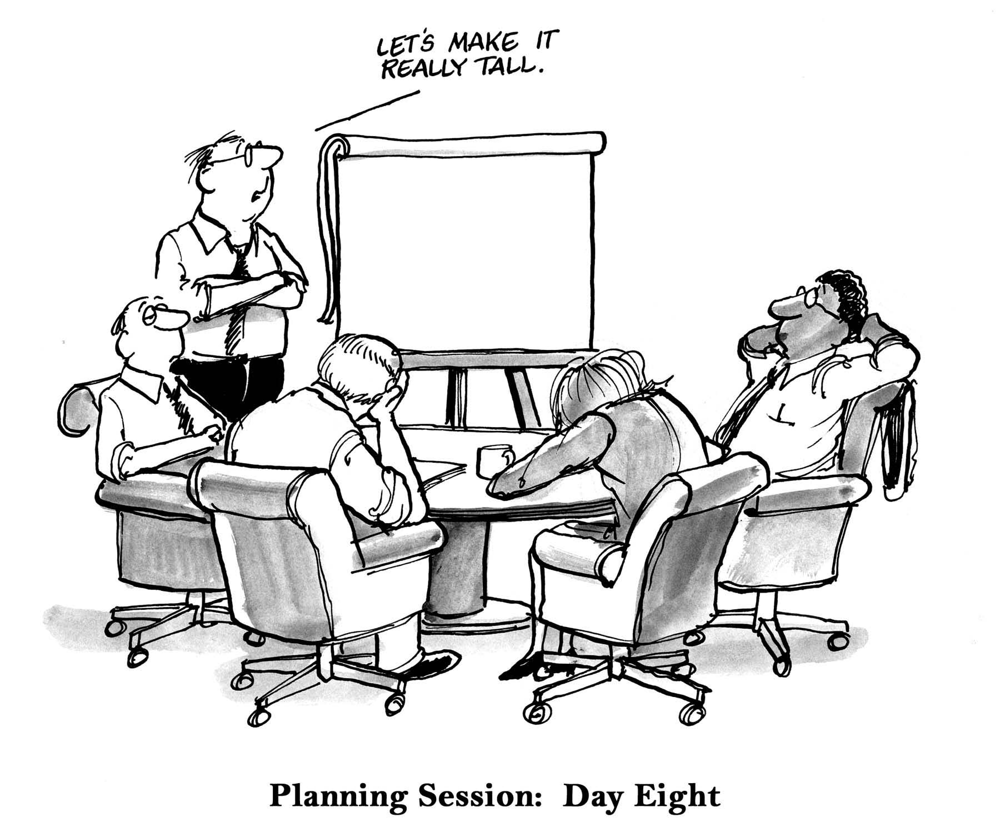 LET'S MAKE IT
REALLY TALL.
Planning Session: Day Eight